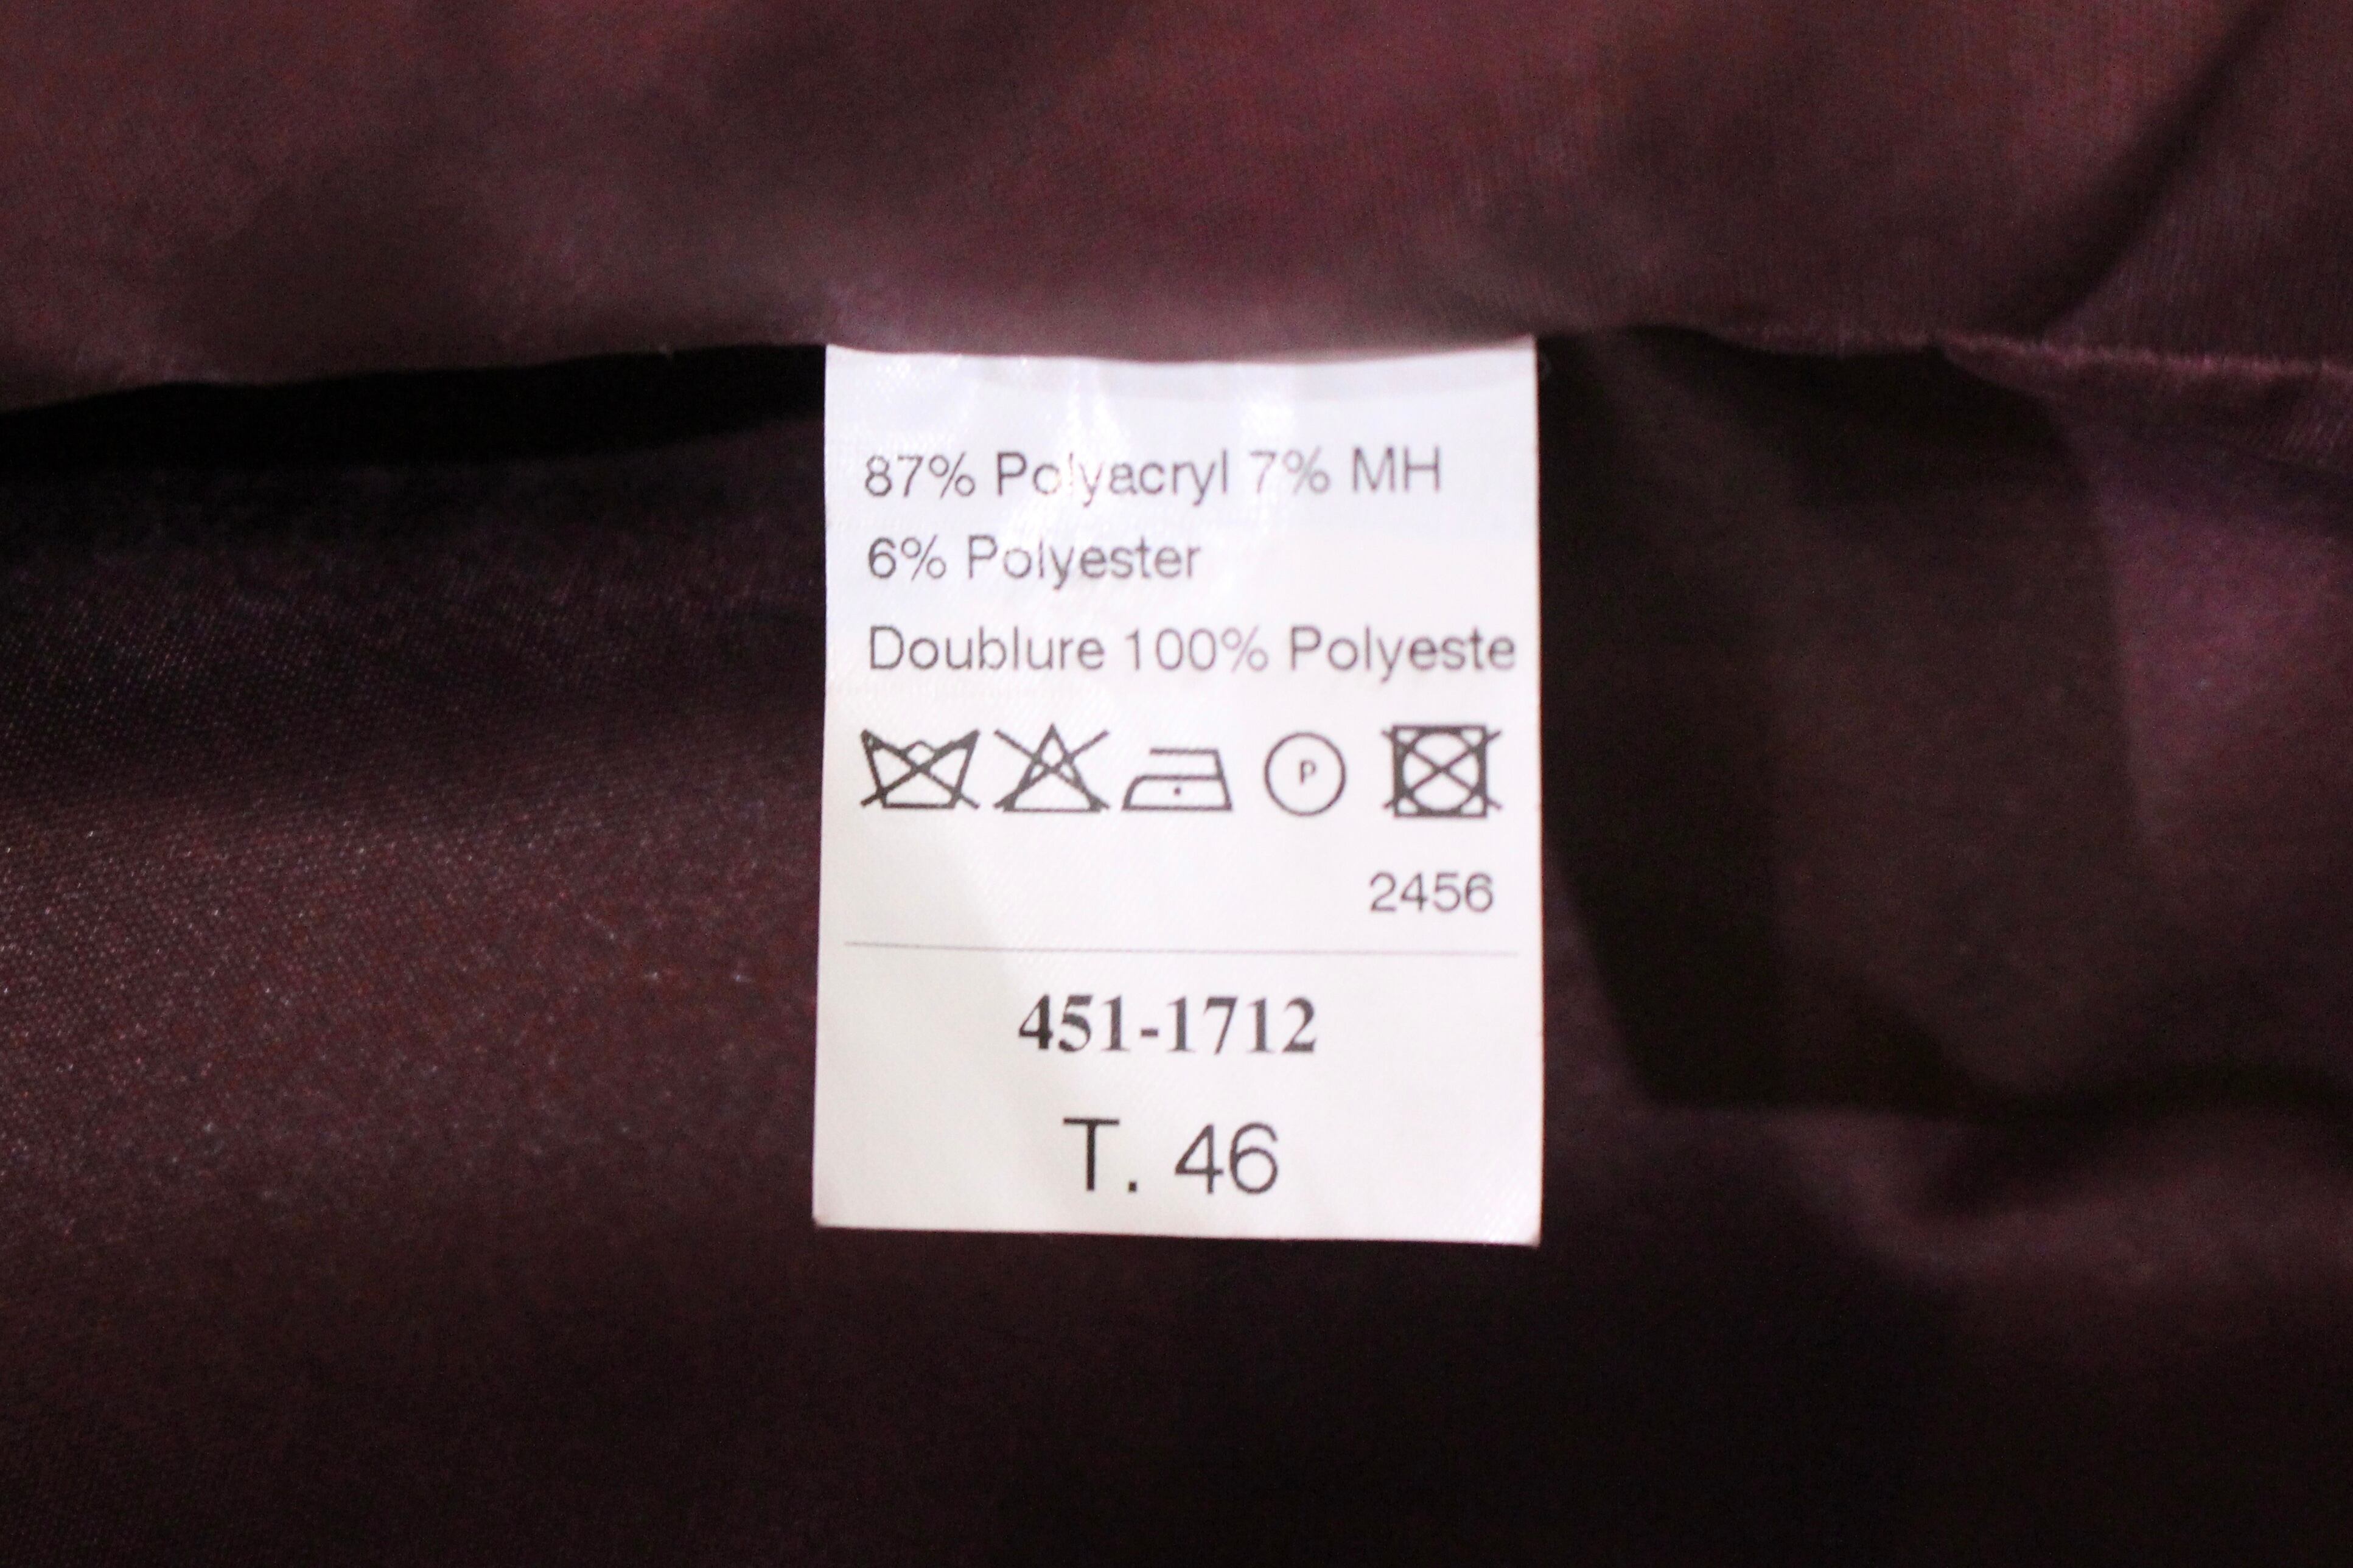 87% Polyacryl 7% MH
6% Polyester
Doublure 100% Polyeste
P
2456
451-1712
T. 46